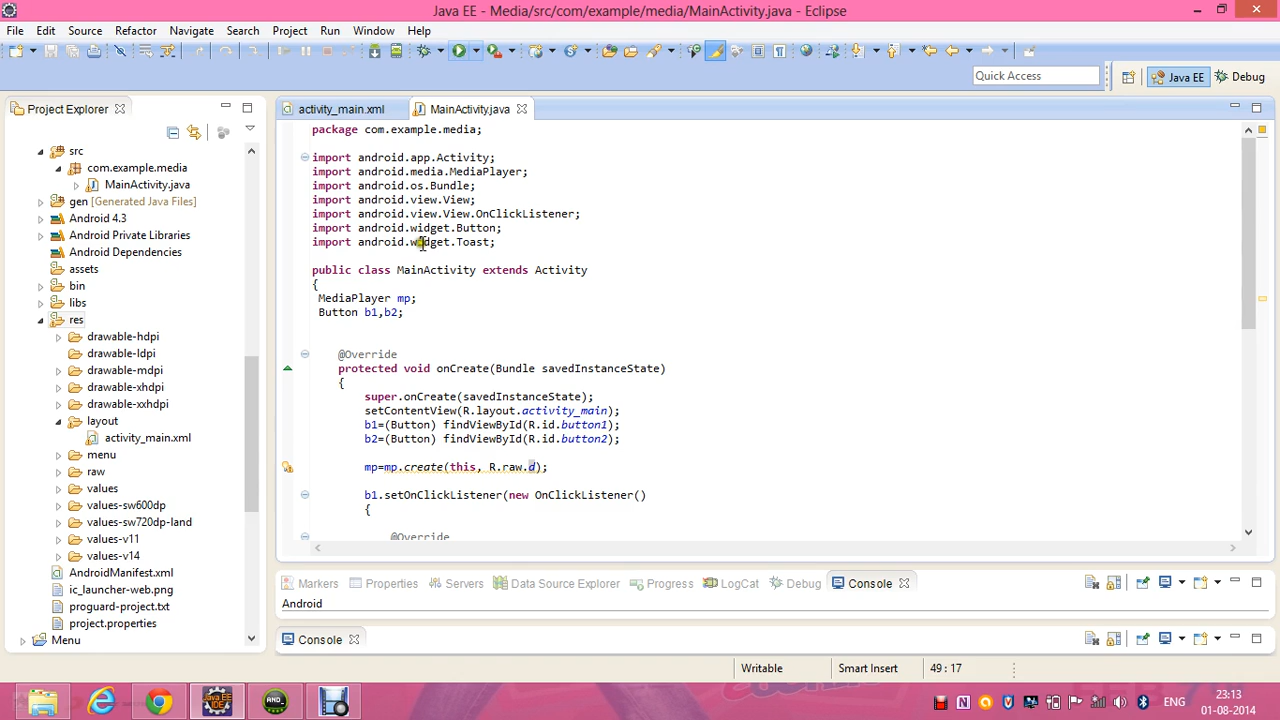 Java EE - Media/src/com/example/media/MainActivity.java - Eclipse
File Edit Source Refactor Navigate Search Project Run Window Help
Quick Access
Java EE
Debug
Project Explorer
src
com.example.media
MainActivity.java
gen [Generated Java Files]
Android 4.3
Android Private Libraries
Android Dependencies
assets
bin
libs
res
drawable-hdpi
drawable-ldpi
drawable-mdpi
drawable-xhdpi
drawable-xxhdpi
layout
activity_main.xml
menu
raw
values
values-sw600dp
values-sw720dp-land
values-v11
values-v14
AndroidManifest.xml
ic_launcher-web.png
proguard-project.txt
project.properties
Menu
activity_main.xml
MainActivity.java
package com.example.media;
import android.app.Activity;
import android.media.MediaPlayer;
import android.os.Bundle;
import android.view.View;
import android.view.View.OnClickListener;
import android.widget.Button;
import android.widget.Toast;
public class MainActivity extends Activity
{
MediaPlayer mp;
Button b1,b2;
@Override
protected void onCreate(Bundle savedInstanceState)
{
super.onCreate(savedInstanceState);
setContentView(R.layout.activity_main);
b1=(Button) findViewById(R.id.button1);
b2=(Button) findViewById(R.id.button2);
mp=mp.create(this, R.raw.d);
b1.setOnClickListener(new OnClickListener()
{
@Override
Markers Properties Servers Data Source Explorer Progress LogCat Debug Console
Android
Console
Writable
Smart Insert
49 : 17
ENG
23:13
01-08-2014